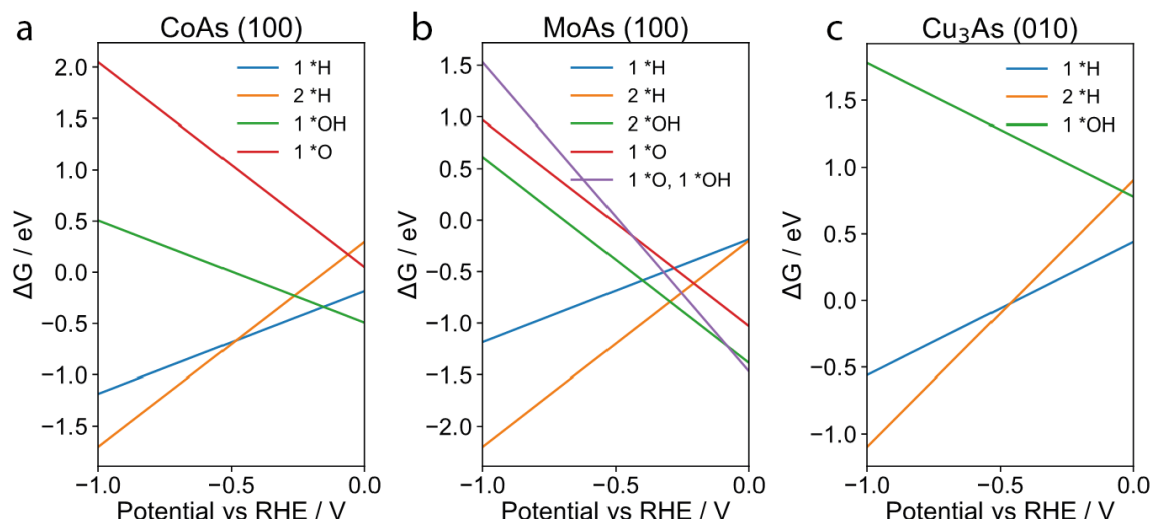 a
CoAs (100)
2.0
1.5
1.0
0.5
0.0
−0.5
−1.0
−1.5
ΔG / eV
1 *H
2 *H
1 *OH
1 *O
−1.0
−0.5
0.0
Potential vs RHE / V
b
MoAs (100)
1.5
1.0
0.5
0.0
−0.5
−1.0
−1.5
−2.0
ΔG / eV
1 *H
2 *H
2 *OH
1 *O
1 *O, 1 *OH
−1.0
−0.5
0.0
Potential vs RHE / V
c
Cu₃As (010)
1.5
1.0
0.5
0.0
−0.5
−1.0
ΔG / eV
1 *H
2 *H
1 *OH
−1.0
−0.5
0.0
Potential vs RHE / V